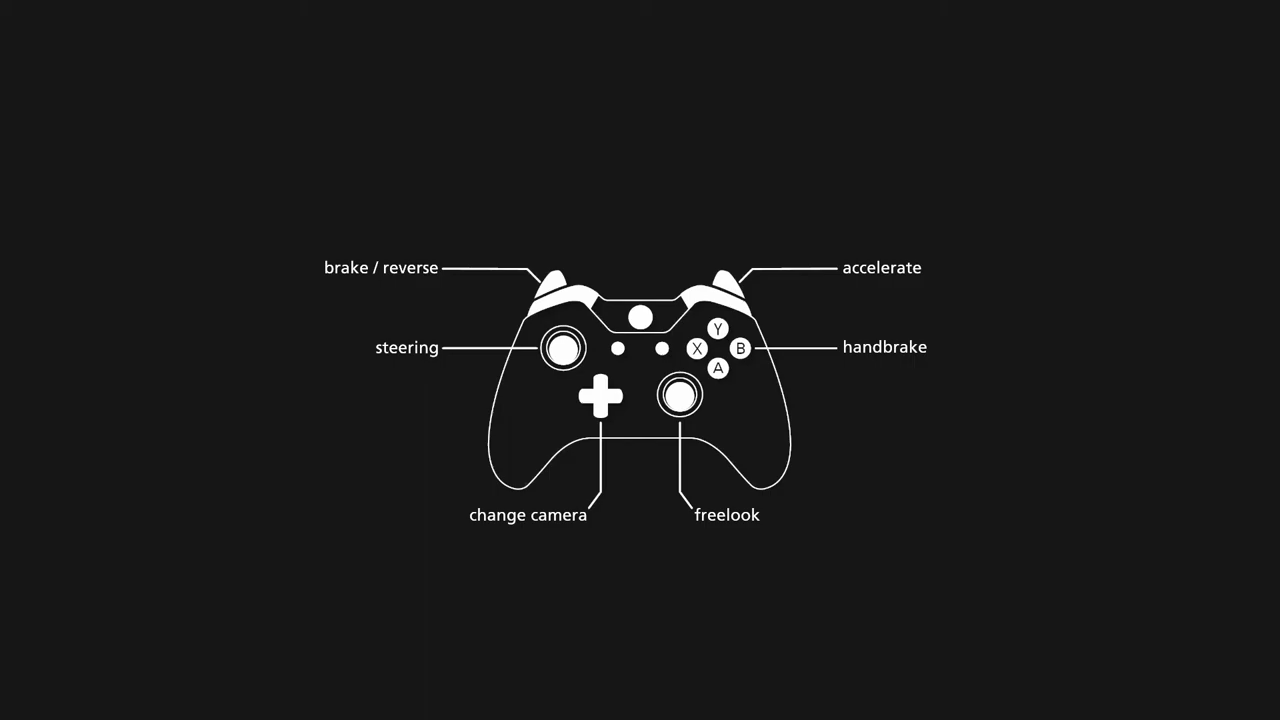 brake / reverse
accelerate
steering
Y
X
B
A
handbrake
change camera
freelook